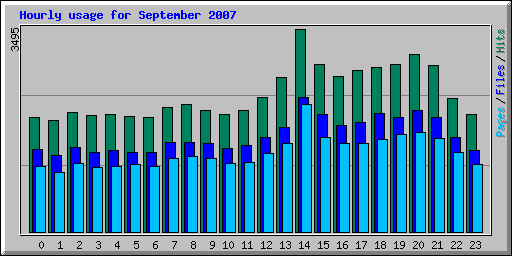 Hourly usage for September 2007
3495
Pages / Files / Hits
0 1 2 3 4 5 6 7 8 9 10 11 12 13 14 15 16 17 18 19 20 21 22 23